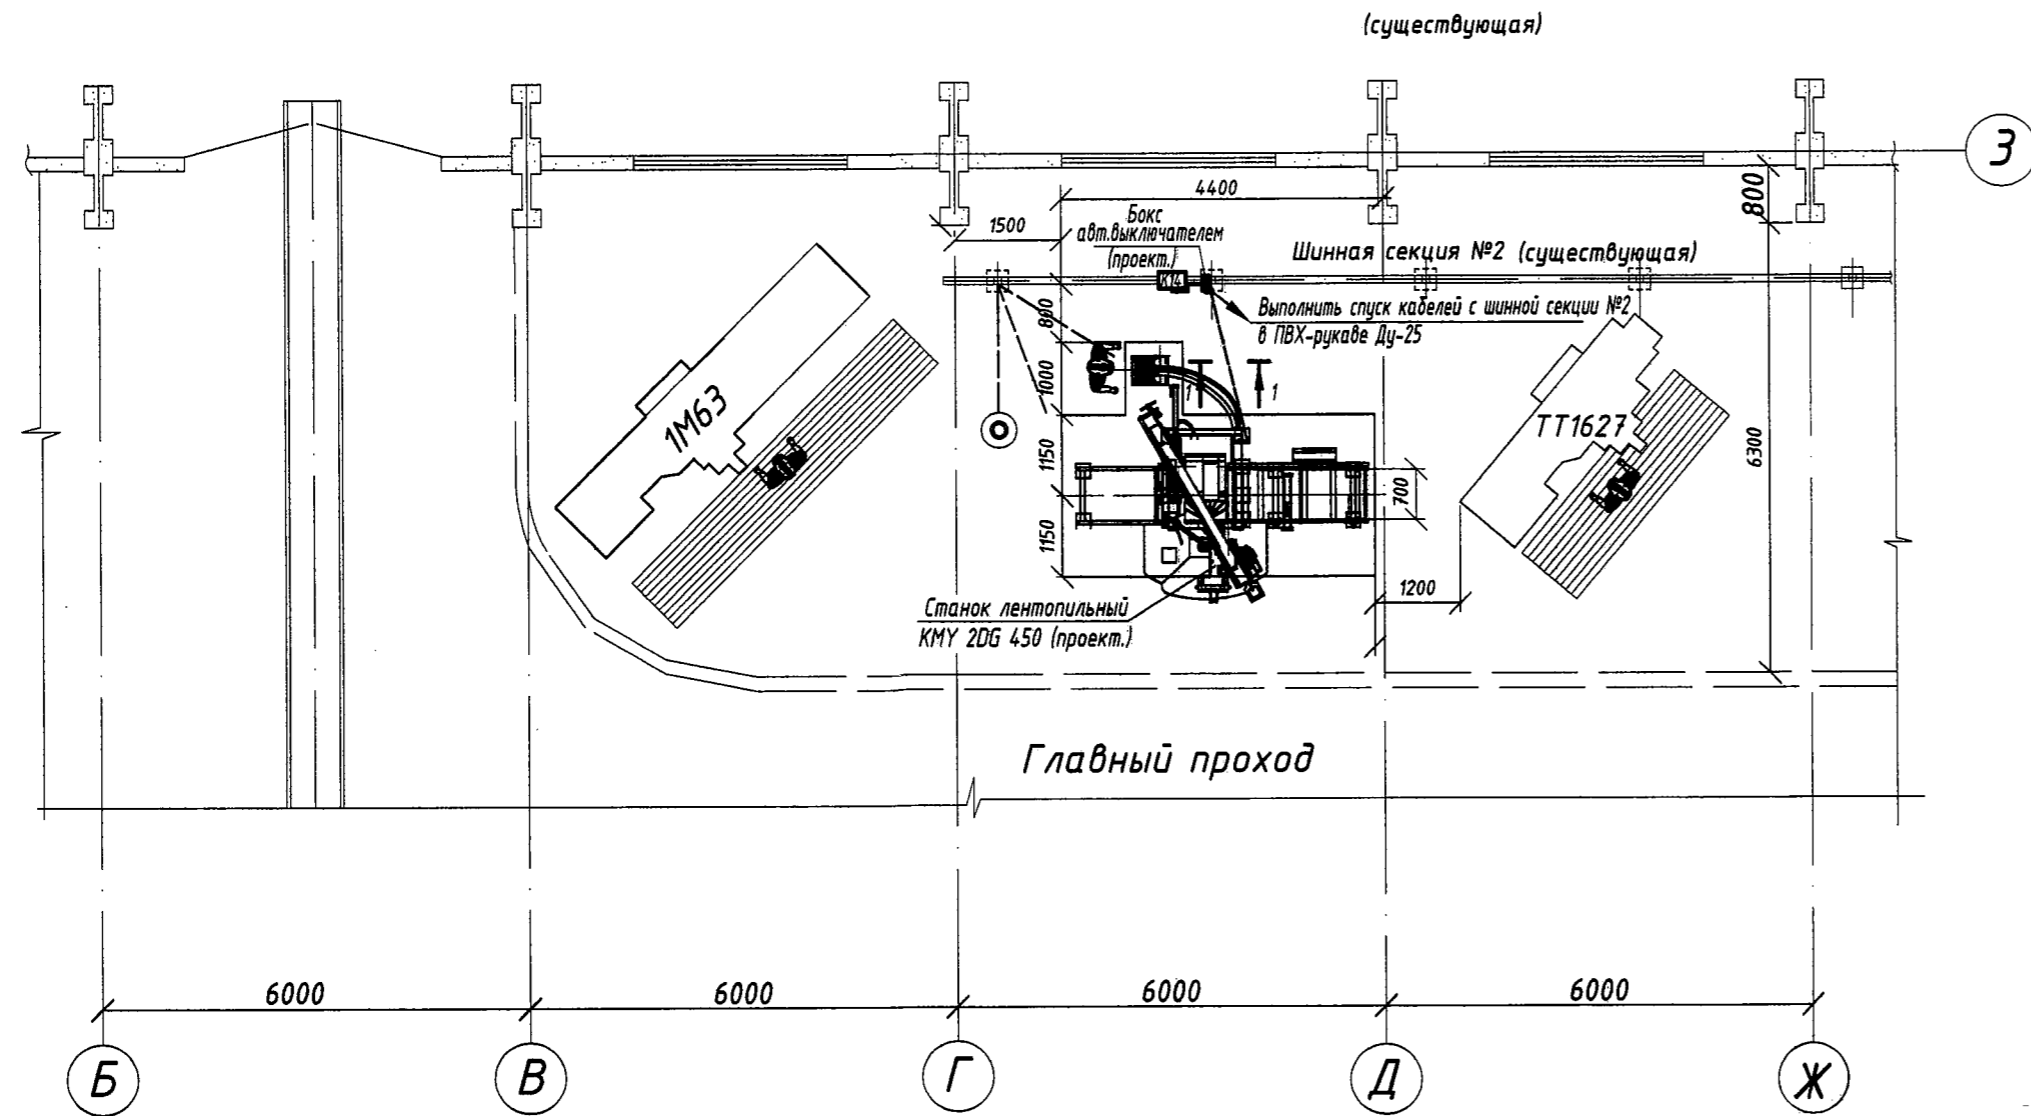 (существующая)
З
4400
800
1500
Бокс
авт.выключателем
(проект.)
Шинная секция №2 (существующая)
К14
Выполнить спуск кабелей с шинной секции №2
в ПВХ-рукаве Ду-25
800
1000
1 1
1М63
ТТ1627
1150
700
6300
1150
1200
Станок лентопильный
KMY 2DG 450 (проект.)
Главный проход
6000
6000
6000
6000
Б
В
Г
Д
Ж